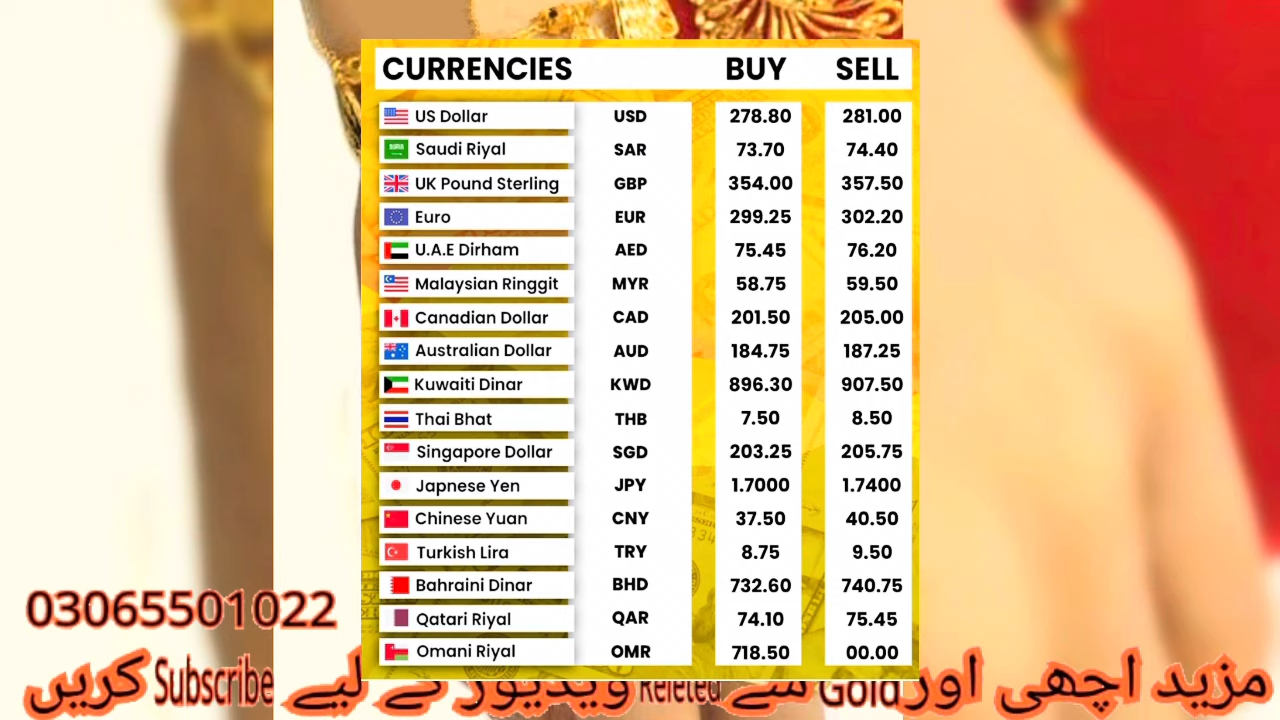 CURRENCIES BUY SELL
US Dollar USD 278.80 281.00
Saudi Riyal SAR 73.70 74.40
UK Pound Sterling GBP 354.00 357.50
Euro EUR 299.25 302.20
U.A.E Dirham AED 75.45 76.20
Malaysian Ringgit MYR 58.75 59.50
Canadian Dollar CAD 201.50 205.00
Australian Dollar AUD 184.75 187.25
Kuwaiti Dinar KWD 896.30 907.50
Thai Bhat THB 7.50 8.50
Singapore Dollar SGD 203.25 205.75
Japnese Yen JPY 1.7000 1.7400
Chinese Yuan CNY 37.50 40.50
Turkish Lira TRY 8.75 9.50
Bahraini Dinar BHD 732.60 740.75
Qatari Riyal QAR 74.10 75.45
Omani Riyal OMR 718.50 00.00
03065501022
مزید اچھی اور Gold سے Releted ویڈیوز کے لیے Subscribe کریں